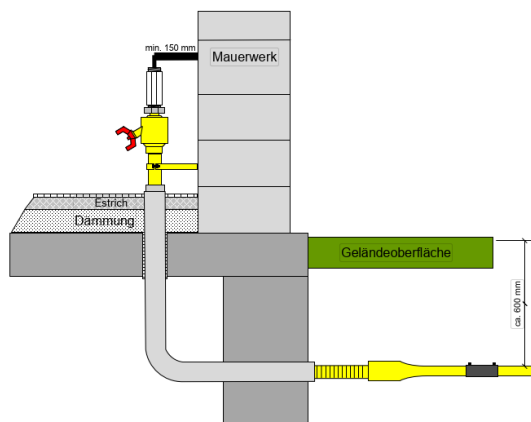 min. 150 mm
Mauerwerk
Estrich
Dämmung
Geländeoberfläche
ca. 600 mm